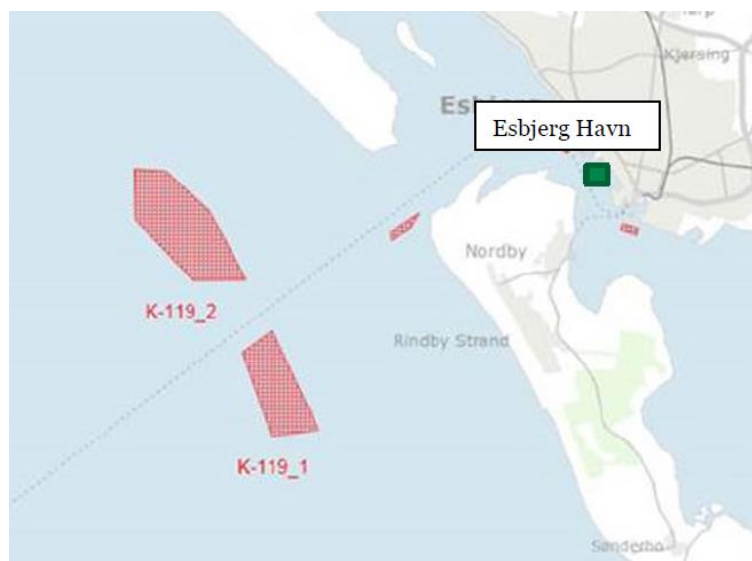 Kjersing
Esbjerg Havn
Nordby
K-119_2
Rindby Strand
K-119_1
Sønderho